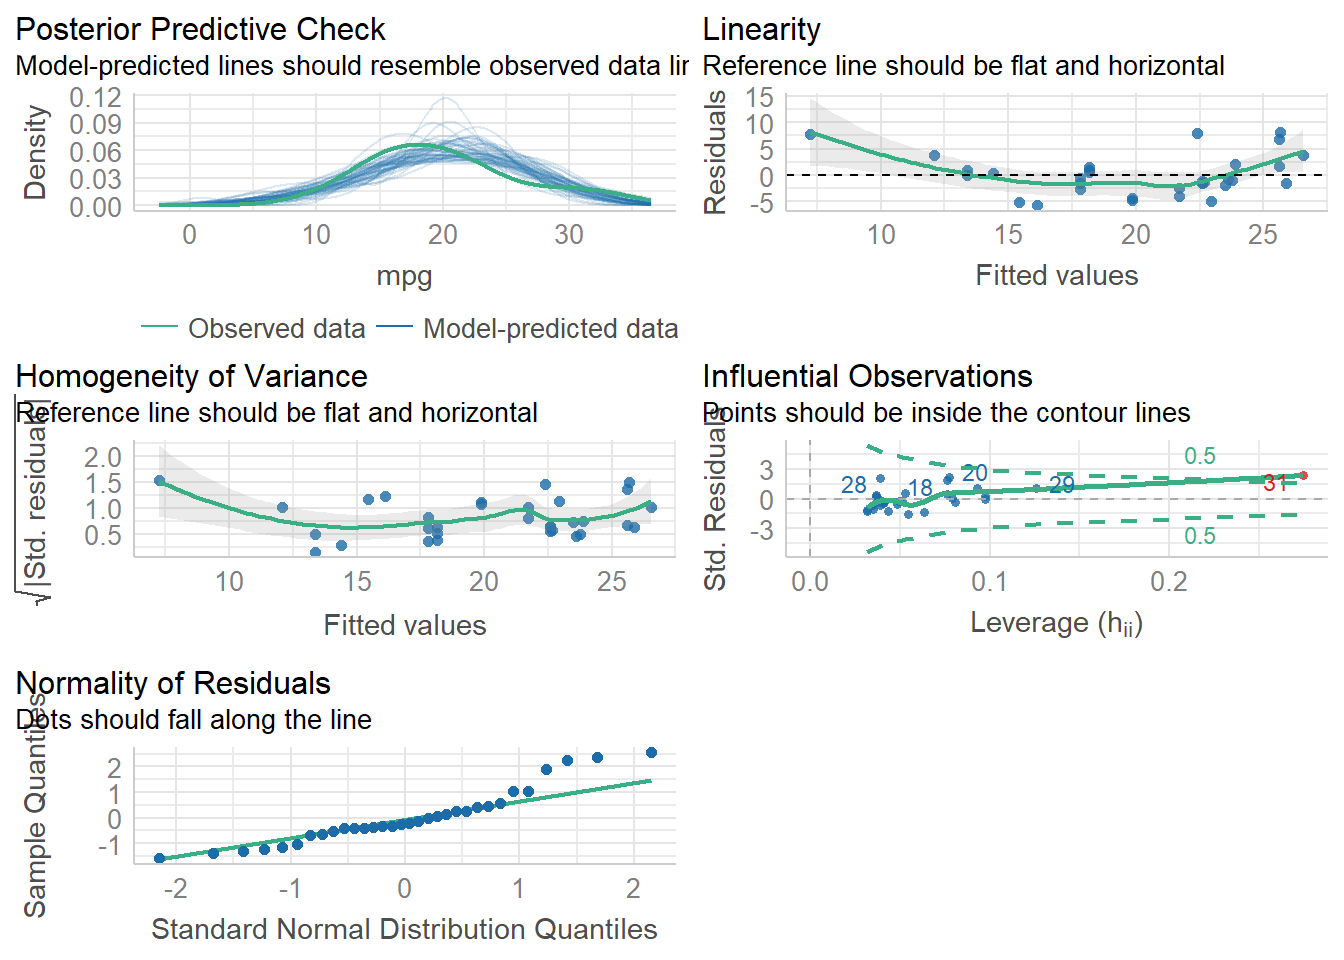 Posterior Predictive Check
Model-predicted lines should resemble observed data lin
Density
0.12
0.09
0.06
0.03
0.00
0 10 20 30
mpg
Observed data Model-predicted data
Linearity
Reference line should be flat and horizontal
Residuals
15
10
5
0
-5
10 15 20 25
Fitted values
Homogeneity of Variance
Reference line should be flat and horizontal
√|Std. residuals|
2.0
1.5
1.0
0.5
10 15 20 25
Fitted values
Influential Observations
Points should be inside the contour lines
Std. Residuals
3
0
-3
0.5
28 18 20 29 31
0.5
0.0 0.1 0.2
Leverage (hii)
Normality of Residuals
Dots should fall along the line
Sample Quantiles
2
1
0
-1
-2 -1 0 1 2
Standard Normal Distribution Quantiles